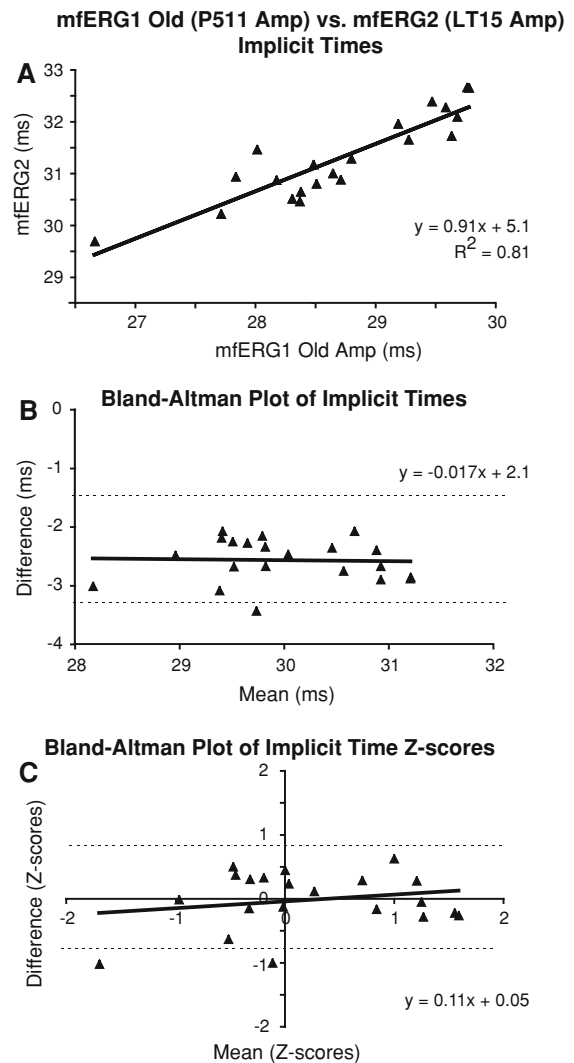 mfERG1 Old (P511 Amp) vs. mfERG2 (LT15 Amp)
Implicit Times
A
33
32
31
30
29
mfERG2 (ms)
y = 0.91x + 5.1
R2 = 0.81
27 28 29 30
mfERG1 Old Amp (ms)
B
Bland-Altman Plot of Implicit Times
0
-1
-2
-3
-4
Difference (ms)
y = -0.017x + 2.1
28 29 30 31 32
Mean (ms)
Bland-Altman Plot of Implicit Time Z-scores
C
2
1
0
-1
-2
Difference (Z-scores)
-2 -1 0 1 2
y = 0.11x + 0.05
Mean (Z-scores)